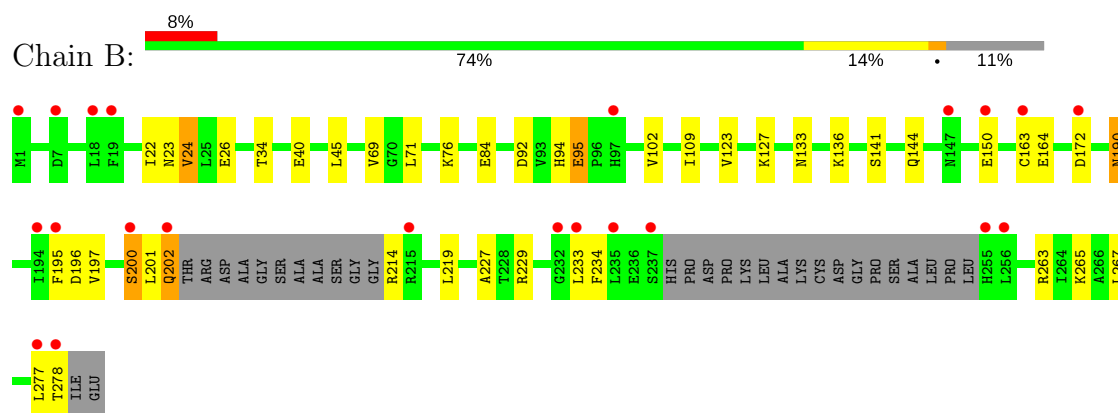 8%
Chain B:
74% 14% • 11%
M1 D7 L18 F19 I22 N23 V24 L25 E26 T34 E40 L45 V69 G70 L71 K76 E84 D92 V93 H94 E95 P96 H97 V102 I109 V123 K127 N133 K136 S141 Q144 N147 E150 C163 E164 D172 N190
I194 F195 D196 V197 S200 L201 Q202 THR ARG ASP ALA GLY SER ALA ALA SER GLY GLY R214 R215 L219 A227 T228 R229 G232 L233 F234 L235 E236 S237 HIS PRO ASP PRO LYS LEU ALA LYS CYS ASP GLY PRO SER ALA LEU PRO LEU H255 L256 R263 I264 K265 A266 L267
L277 T278 ILE GLU